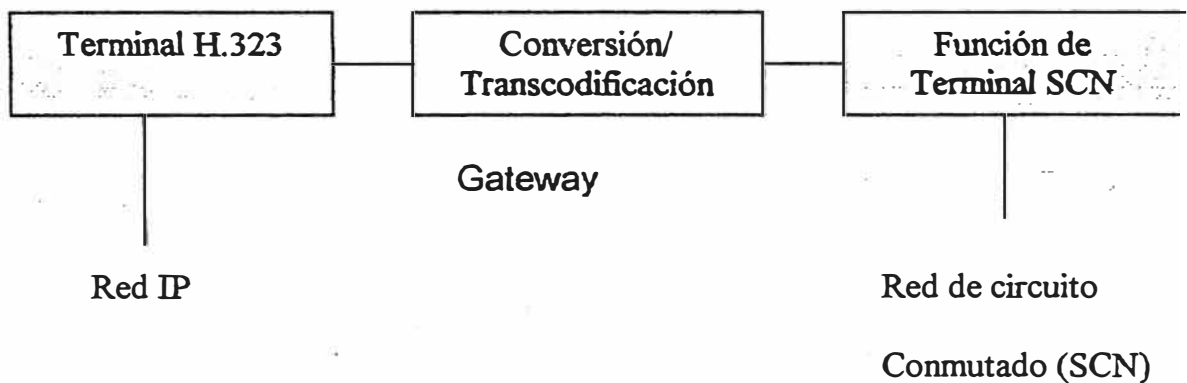 Terminal H.323
Conversión/
Transcodificación
Función de
Terminal SCN
Gateway
Red IP
Red de circuito
Conmutado (SCN)